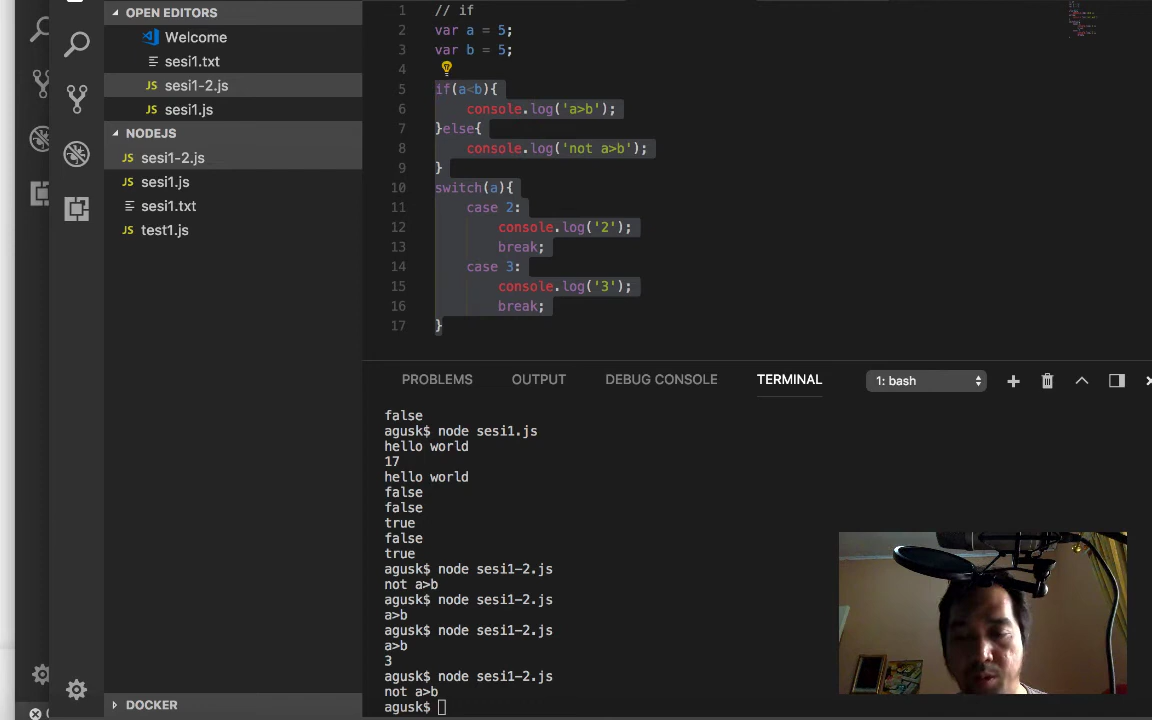 OPEN EDITORS
Welcome
sesi1.txt
JS sesi1-2.js
JS sesi1.js
NODEJS
JS sesi1-2.js
JS sesi1.js
sesi1.txt
JS test1.js
DOCKER
1 // if
2 var a = 5;
3 var b = 5;
4
5 if(a<b){
6 console.log('a>b');
7 }else{
8 console.log('not a>b');
9 }
10 switch(a){
11 case 2:
12 console.log('2');
13 break;
14 case 3:
15 console.log('3');
16 break;
17 }
PROBLEMS OUTPUT DEBUG CONSOLE TERMINAL 1: bash
false
agusk$ node sesi1.js
hello world
17
hello world
false
false
true
false
true
agusk$ node sesi1-2.js
not a>b
agusk$ node sesi1-2.js
a>b
agusk$ node sesi1-2.js
a>b
3
agusk$ node sesi1-2.js
not a>b
agusk$